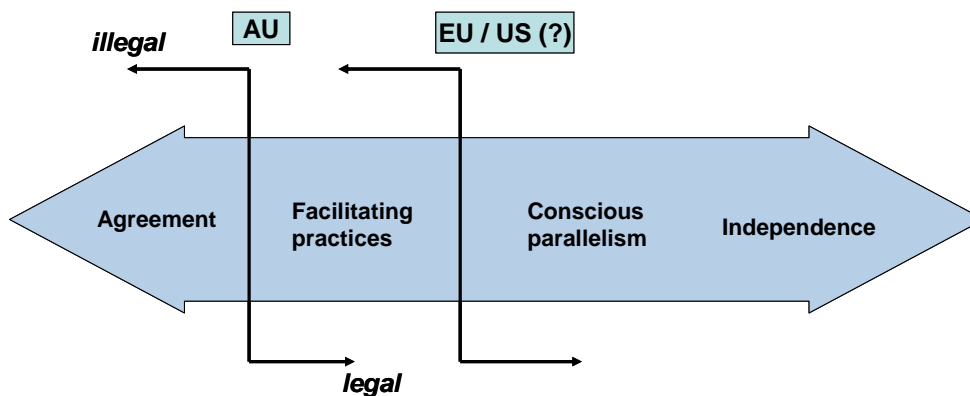 AU
EU / US (?)
illegal
Agreement
Facilitating
practices
Conscious
parallelism
Independence
legal